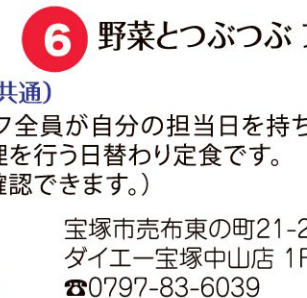 6 野菜とつぶつぶ
共通)
フ全員が自分の担当日を持ち
理を行う日替わり定食です。
確認できます。)
宝塚市売布東の町21-2
ダイエー宝塚中山店 1F
☎0797-83-6039